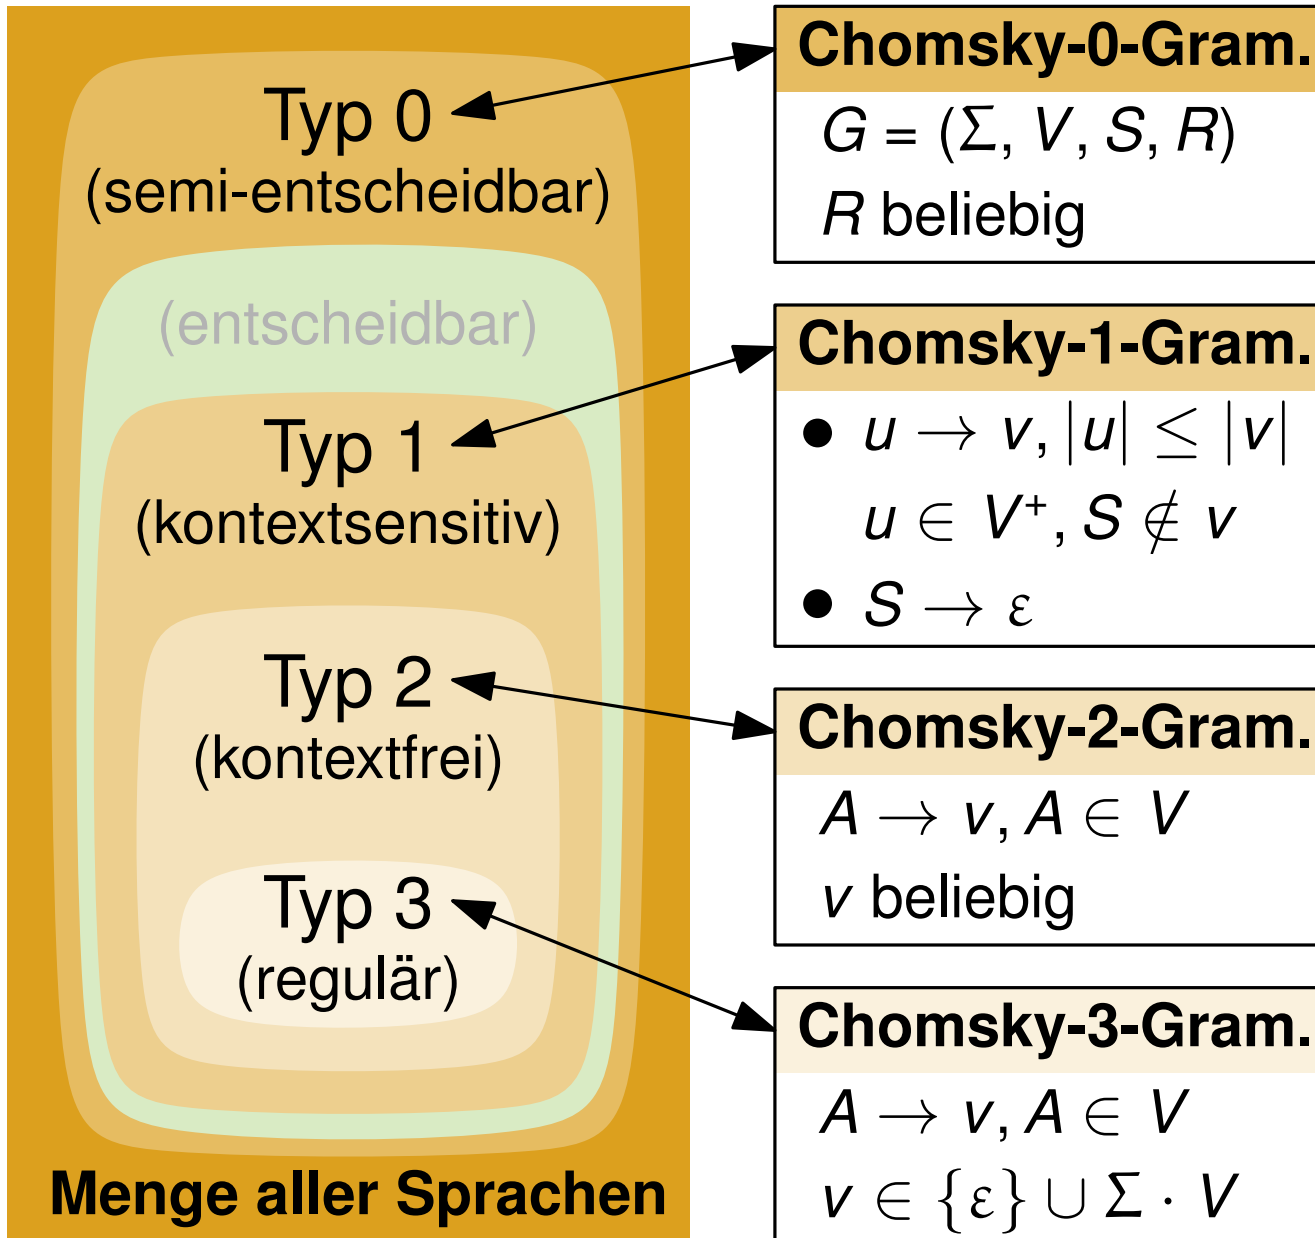 Typ 0
(semi-entscheidbar)
(entscheidbar)
Typ 1
(kontextsensitiv)
Typ 2
(kontextfrei)
Typ 3
(regulär)
Menge aller Sprachen
Chomsky-0-Gram.
G = (Σ, V, S, R)
R beliebig
Chomsky-1-Gram.
● u → v, |u| ≤ |v|
u ∈ V⁺, S ∉ v
● S → ε
Chomsky-2-Gram.
A → v, A ∈ V
v beliebig
Chomsky-3-Gram.
A → v, A ∈ V
v ∈ {ε} ∪ Σ · V